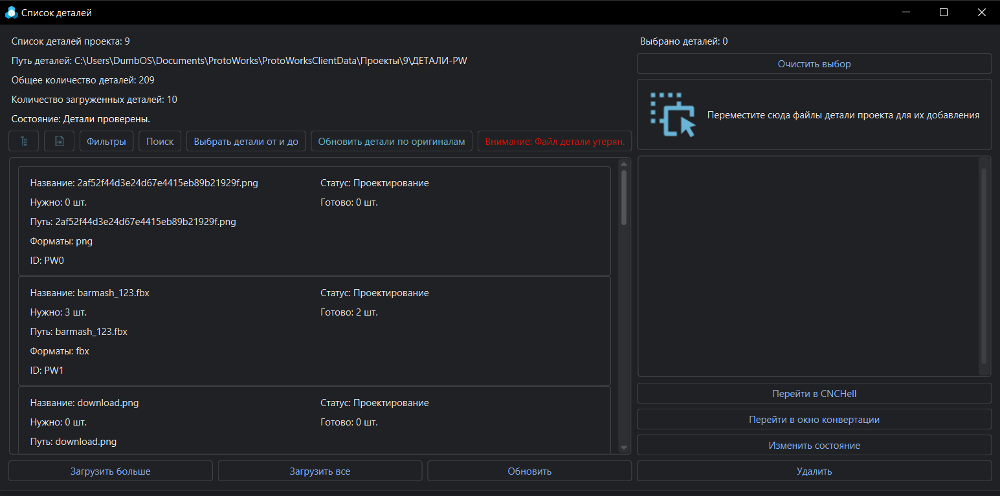 Список деталей
Список деталей проекта: 9
Путь деталей: C:\Users\DumbOS\Documents\ProtoWorks\ProtoWorksClientData\Проекты\9\ДЕТАЛИ-PW
Общее количество деталей: 209
Количество загруженных деталей: 10
Состояние: Детали проверены.
Фильтры
Поиск
Выбрать детали от и до
Обновить детали по оригиналам
Внимание: Файл детали утерян.
Название: 2af52f44d3e24d67e4415eb89b21929f.png
Статус: Проектирование
Нужно: 0 шт.
Готово: 0 шт.
Путь: 2af52f44d3e24d67e4415eb89b21929f.png
Форматы: png
ID: PW0
Название: barmash_123.fbx
Статус: Проектирование
Нужно: 3 шт.
Готово: 2 шт.
Путь: barmash_123.fbx
Форматы: fbx
ID: PW1
Название: download.png
Статус: Проектирование
Нужно: 0 шт.
Готово: 0 шт.
Путь: download.png
Загрузить больше
Загрузить все
Обновить
Выбрано деталей: 0
Очистить выбор
Переместите сюда файлы детали проекта для их добавления
Перейти в CNCHell
Перейти в окно конвертации
Изменить состояние
Удалить